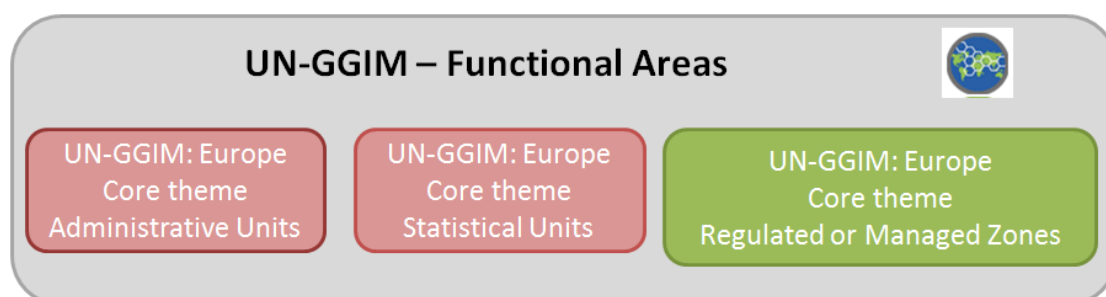 UN-GGIM – Functional Areas
UN-GGIM: Europe
Core theme
Administrative Units
UN-GGIM: Europe
Core theme
Statistical Units
UN-GGIM: Europe
Core theme
Regulated or Managed Zones